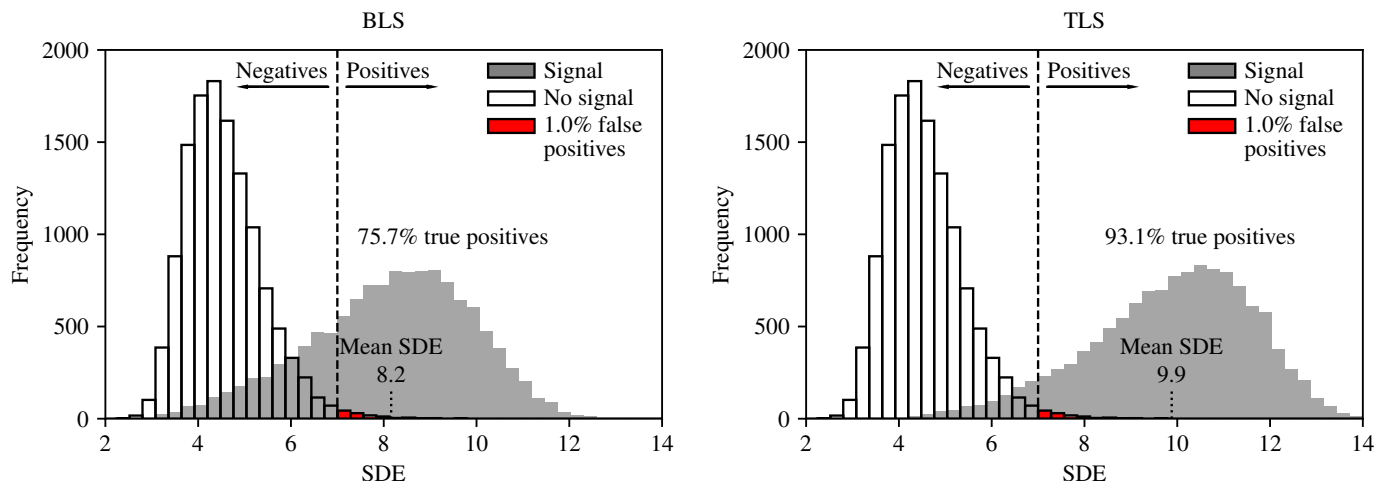 BLS
2000
1500
1000
500
0
Frequency
Negatives
Positives
Signal
No signal
1.0% false
positives
75.7% true positives
Mean SDE
8.2
2 4 6 8 10 12 14
SDE
TLS
2000
1500
1000
500
0
Frequency
Negatives
Positives
Signal
No signal
1.0% false
positives
93.1% true positives
Mean SDE
9.9
2 4 6 8 10 12 14
SDE